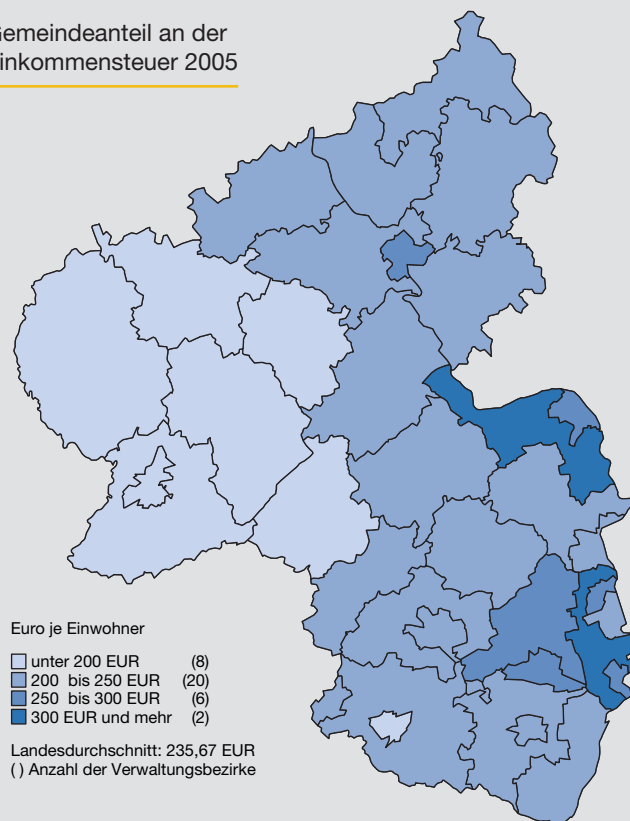 Gemeindeanteil an der
inkommensteuer 2005
Euro je Einwohner
unter 200 EUR (8)
200 bis 250 EUR (20)
250 bis 300 EUR (6)
300 EUR und mehr (2)
Landesdurchschnitt: 235,67 EUR
( ) Anzahl der Verwaltungsbezirke